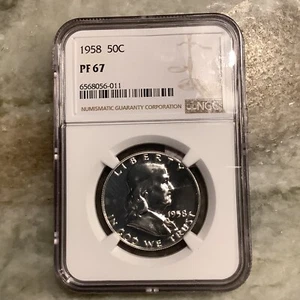 1958 50C
PF 67
6568056-011
NUMISMATIC GUARANTY CORPORATION
NGC
LIBERTY
1958
IN GOD WE TRUST